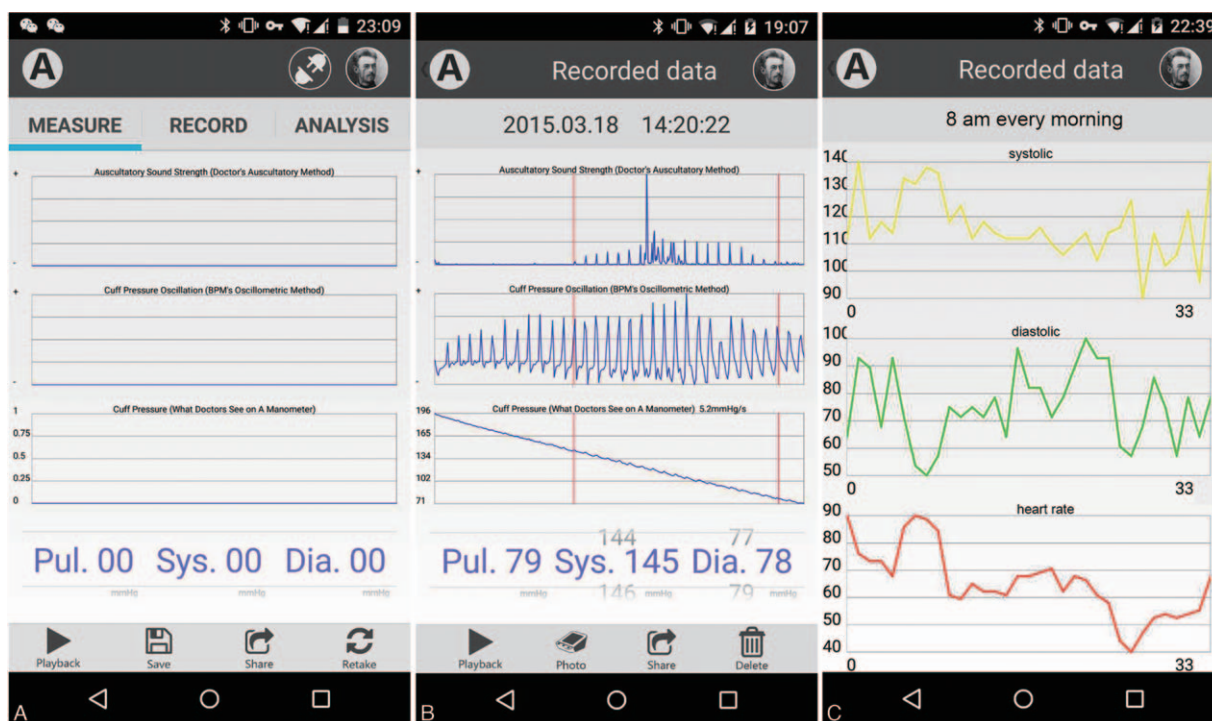 23:09
A
MEASURE RECORD ANALYSIS
Auscultatory Sound Strength (Doctor's Auscultatory Method)
+
-
Cuff Pressure Oscillation (BPM's Oscillometric Method)
+
-
Cuff Pressure (What Doctors See on A Manometer)
1
0.75
0.5
0.25
0
Pul. 00 Sys. 00 Dia. 00
mmHg mmHg mmHg
Playback Save Share Retake
A
19:07
A Recorded data
2015.03.18 14:20:22
Auscultatory Sound Strength (Doctor's Auscultatory Method)
+
-
Cuff Pressure Oscillation (BPM's Oscillometric Method)
+
-
Cuff Pressure (What Doctors See on A Manometer) 5.2mmHg/s
196
165
134
102
71
144 77
Pul. 79 Sys. 145 Dia. 78
mmHg 146 mmHg 79 mmHg
Playback Photo Share Delete
B
22:39
A Recorded data
8 am every morning
systolic
140
130
120
110
100
90
0 33
diastolic
100
90
80
70
60
50
0 33
heart rate
90
80
70
60
50
40
0 33
C